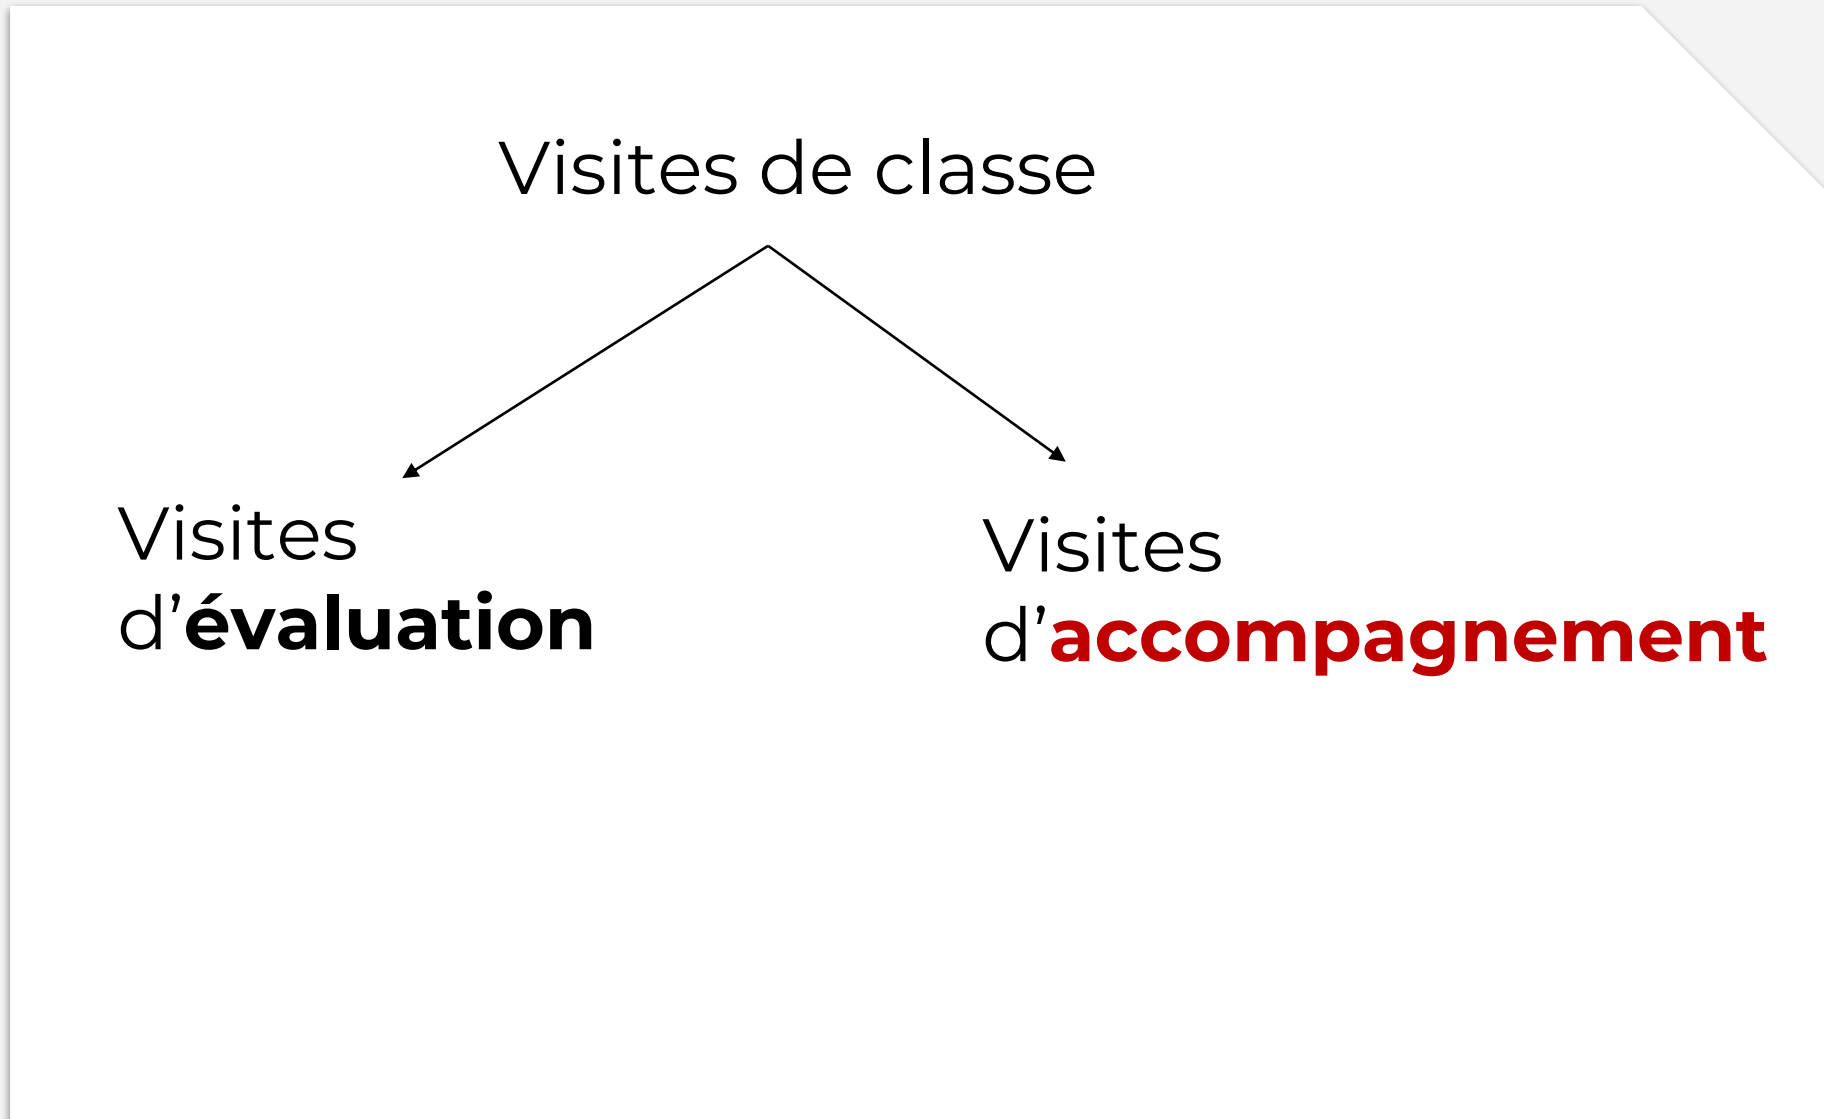 Visites de classe
Visites
d’évaluation
Visites
d’accompagnement